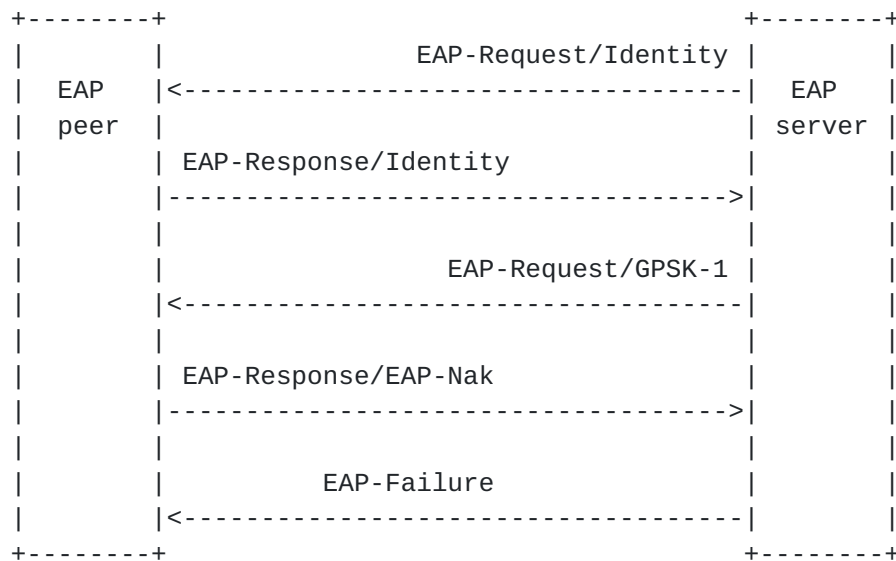 +--------+                                     +--------+
|        |                EAP-Request/Identity |        |
|  EAP   |<------------------------------------|  EAP   |
|  peer  |                                     | server |
|        | EAP-Response/Identity               |        |
|        |------------------------------------>|        |
|        |                                     |        |
|        |                  EAP-Request/GPSK-1 |        |
|        |<------------------------------------|        |
|        |                                     |        |
|        | EAP-Response/EAP-Nak                |        |
|        |------------------------------------>|        |
|        |                                     |        |
|        |          EAP-Failure                |        |
|        |<------------------------------------|        |
+--------+                                     +--------+